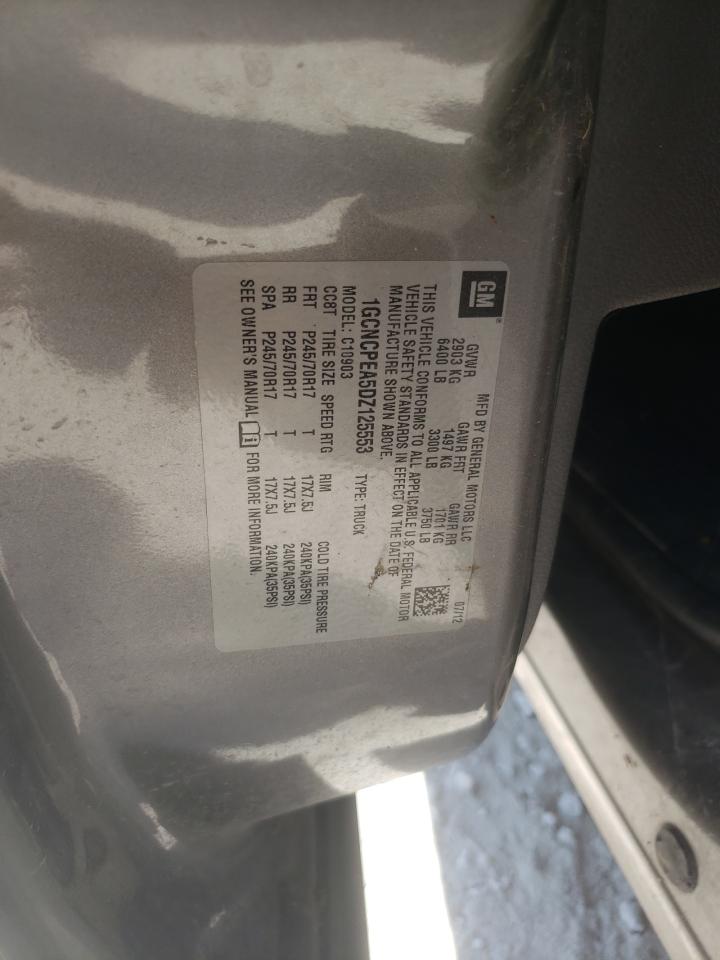 GM®
MFD BY GENERAL MOTORS LLC 07/12
GVWR GAWR FRT GAWR RR
2903 KG 1497 KG 1701 KG
6400 LB 3300 LB 3750 LB
THIS VEHICLE CONFORMS TO ALL APPLICABLE U.S. FEDERAL MOTOR
VEHICLE SAFETY STANDARDS IN EFFECT ON THE DATE OF
MANUFACTURE SHOWN ABOVE.
1GCNCPEA5DZ125553 TYPE: TRUCK
MODEL: C10903
CC8T TIRE SIZE SPEED RTG RIM COLD TIRE PRESSURE
FRT P245/70R17 T 17X7.5J 240KPA(35PSI)
RR P245/70R17 T 17X7.5J 240KPA(35PSI)
SPA P245/70R17 T 17X7.5J 240KPA(35PSI)
SEE OWNER'S MANUAL i FOR MORE INFORMATION.